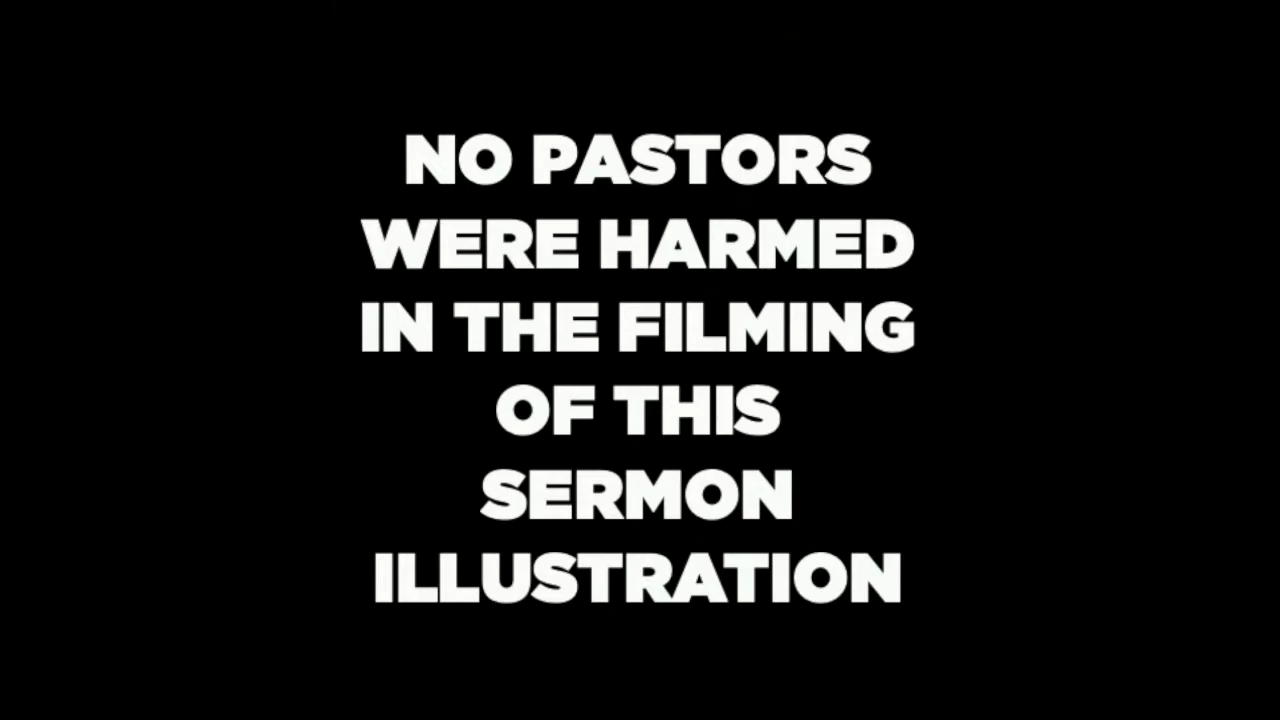 NO PASTORS
WERE HARMED
IN THE FILMING
OF THIS
SERMON
ILLUSTRATION